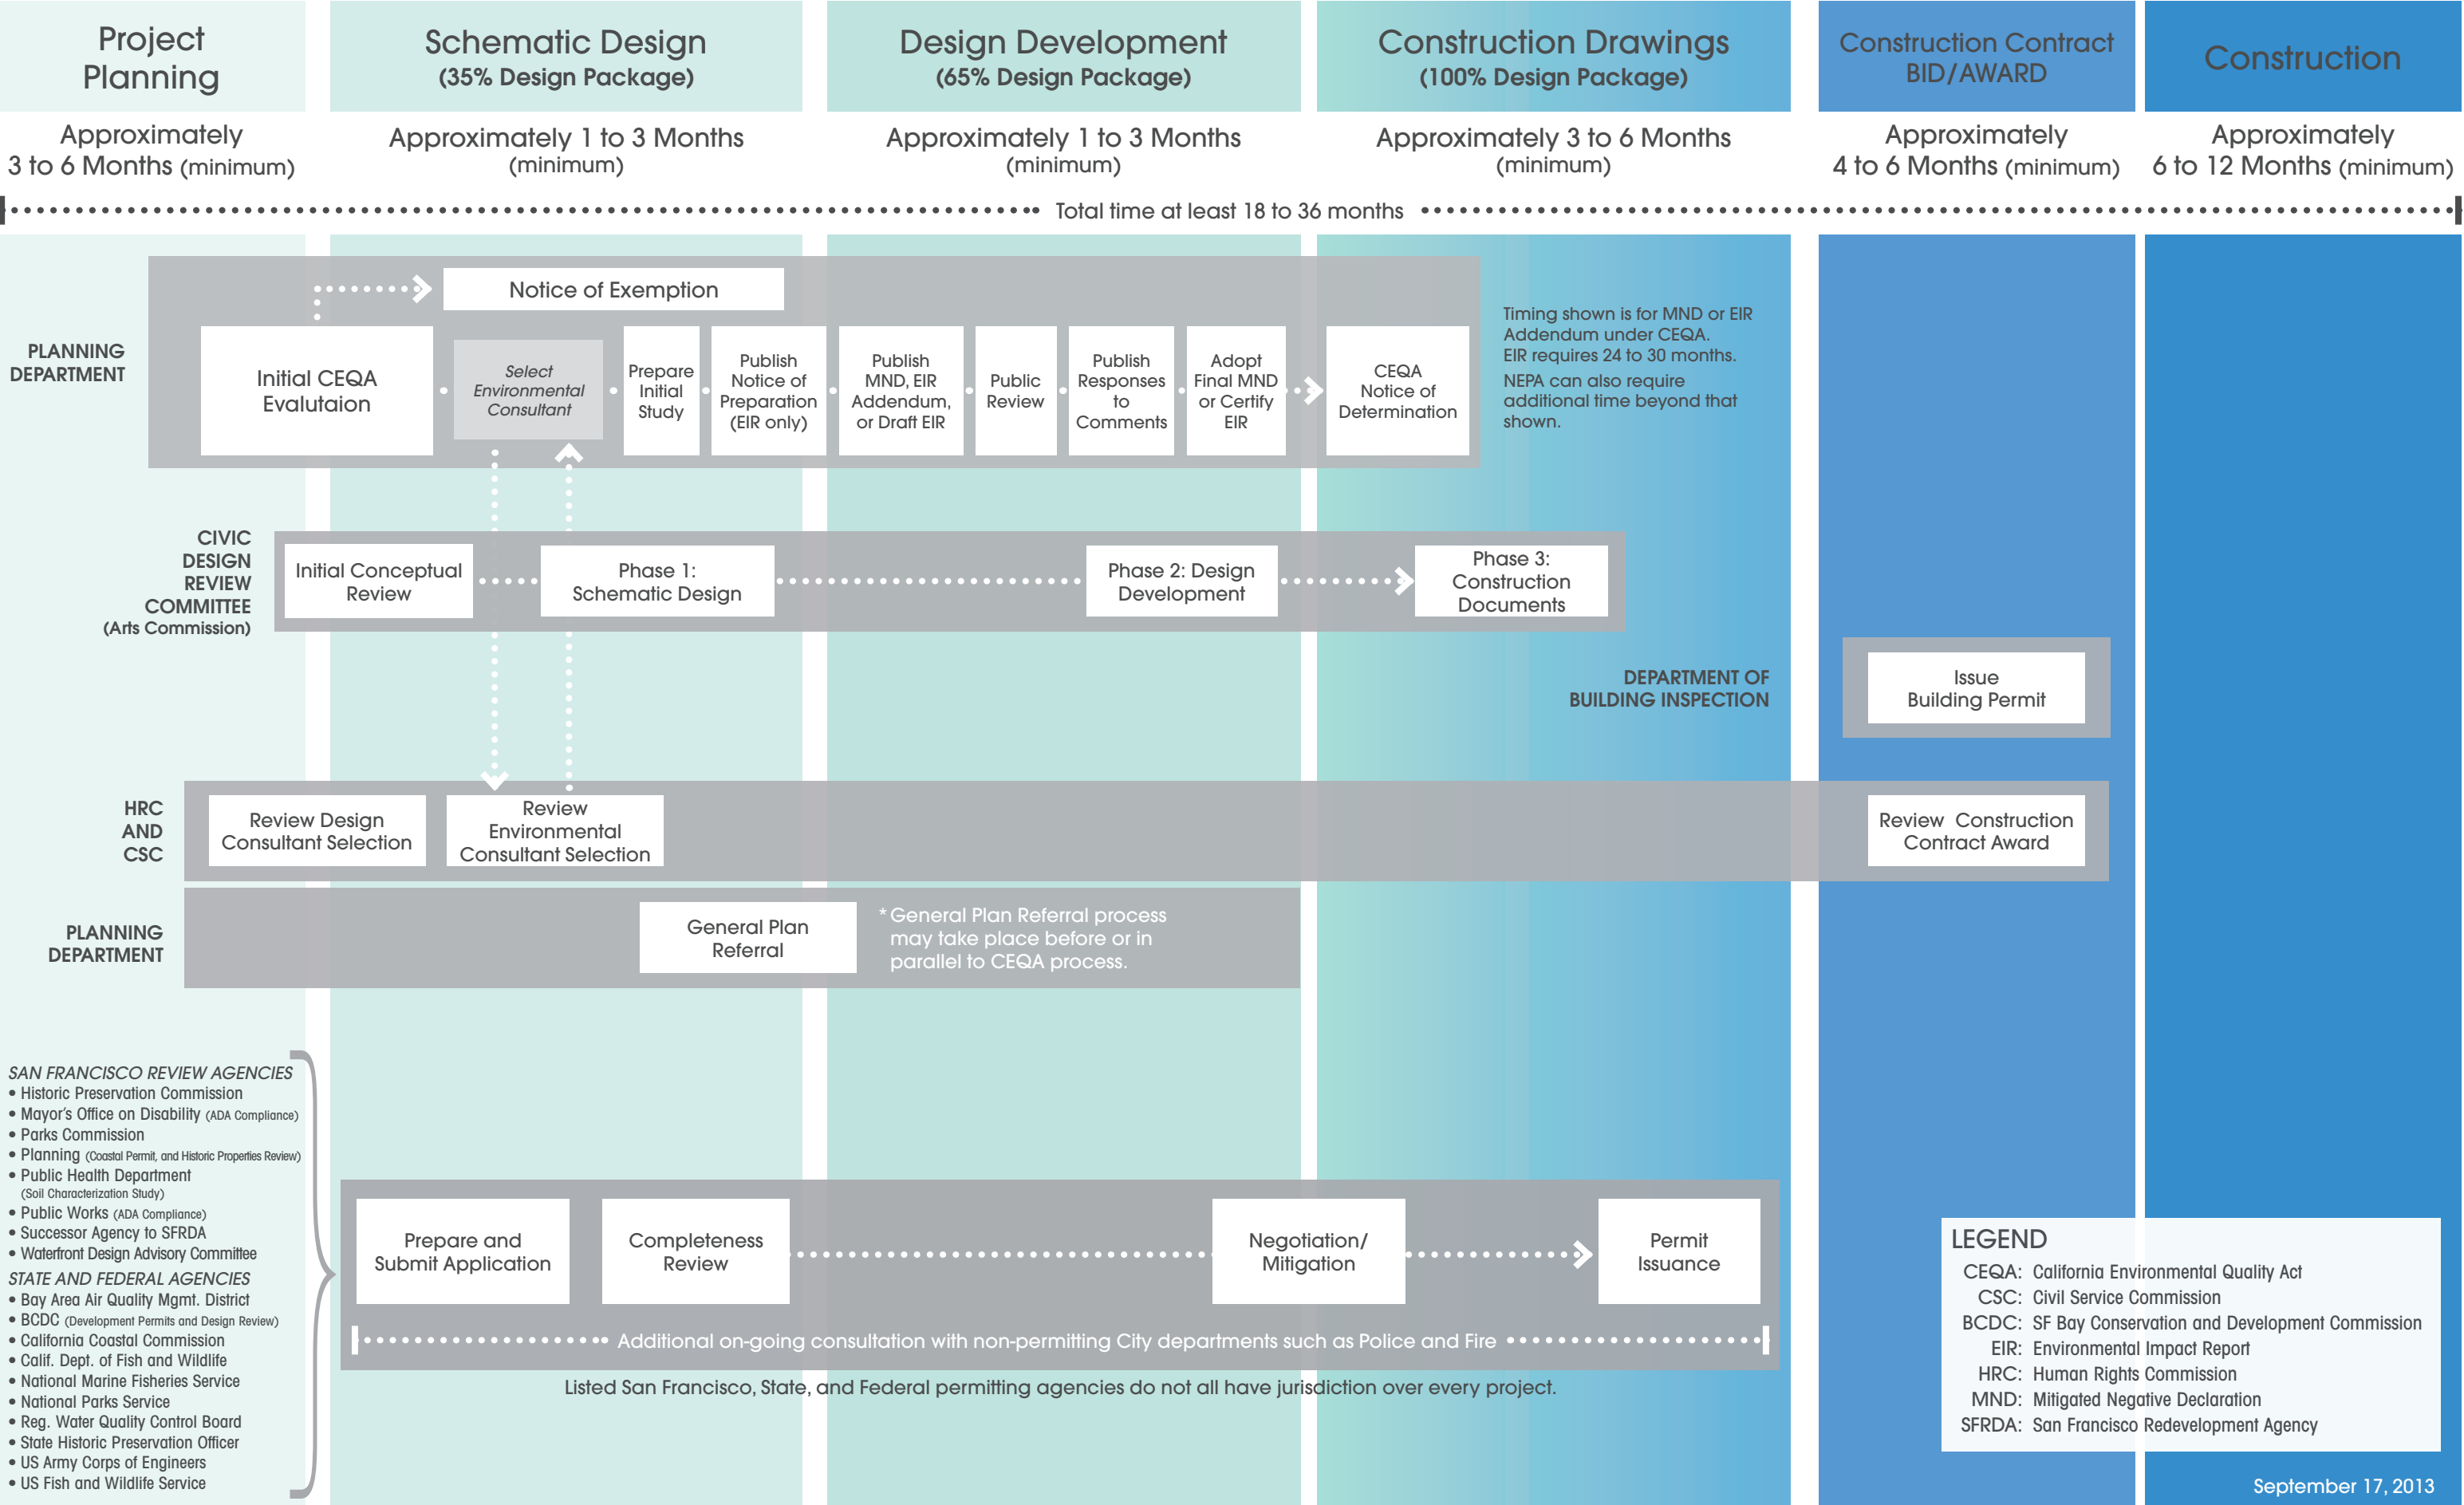 Project
Planning
Schematic Design
(35% Design Package)
Design Development
(65% Design Package)
Construction Drawings
(100% Design Package)
Construction Contract
BID/AWARD
Construction
Approximately
3 to 6 Months (minimum)
Approximately 1 to 3 Months
(minimum)
Approximately 1 to 3 Months
(minimum)
Approximately 3 to 6 Months
(minimum)
Approximately
4 to 6 Months (minimum)
Approximately
6 to 12 Months (minimum)
Total time at least 18 to 36 months
PLANNING
DEPARTMENT
Notice of Exemption
Initial CEQA
Evalutaion
Select
Environmental
Consultant
Prepare
Initial
Study
Publish
Notice of
Preparation
(EIR only)
Publish
MND, EIR
Addendum,
or Draft EIR
Public
Review
Publish
Responses
to
Comments
Adopt
Final MND
or Certify
EIR
CEQA
Notice of
Determination
Timing shown is for MND or EIR
Addendum under CEQA.
EIR requires 24 to 30 months.
NEPA can also require
additional time beyond that
shown.
CIVIC
DESIGN
REVIEW
COMMITTEE
(Arts Commission)
Initial Conceptual
Review
Phase 1:
Schematic Design
Phase 2: Design
Development
Phase 3:
Construction
Documents
DEPARTMENT OF
BUILDING INSPECTION
Issue
Building Permit
HRC
AND
CSC
Review Design
Consultant Selection
Review
Environmental
Consultant Selection
Review Construction
Contract Award
PLANNING
DEPARTMENT
General Plan
Referral
* General Plan Referral process
may take place before or in
parallel to CEQA process.
SAN FRANCISCO REVIEW AGENCIES
• Historic Preservation Commission
• Mayor's Office on Disability (ADA Compliance)
• Parks Commission
• Planning (Coastal Permit, and Historic Properties Review)
• Public Health Department
(Soil Characterization Study)
• Public Works (ADA Compliance)
• Successor Agency to SFRDA
• Waterfront Design Advisory Committee
STATE AND FEDERAL AGENCIES
• Bay Area Air Quality Mgmt. District
• BCDC (Development Permits and Design Review)
• California Coastal Commission
• Calif. Dept. of Fish and Wildlife
• National Marine Fisheries Service
• National Parks Service
• Reg. Water Quality Control Board
• State Historic Preservation Officer
• US Army Corps of Engineers
• US Fish and Wildlife Service
Prepare and
Submit Application
Completeness
Review
Negotiation/
Mitigation
Permit
Issuance
Additional on-going consultation with non-permitting City departments such as Police and Fire
Listed San Francisco, State, and Federal permitting agencies do not all have jurisdiction over every project.
LEGEND
CEQA: California Environmental Quality Act
CSC: Civil Service Commission
BCDC: SF Bay Conservation and Development Commission
EIR: Environmental Impact Report
HRC: Human Rights Commission
MND: Mitigated Negative Declaration
SFRDA: San Francisco Redevelopment Agency
September 17, 2013